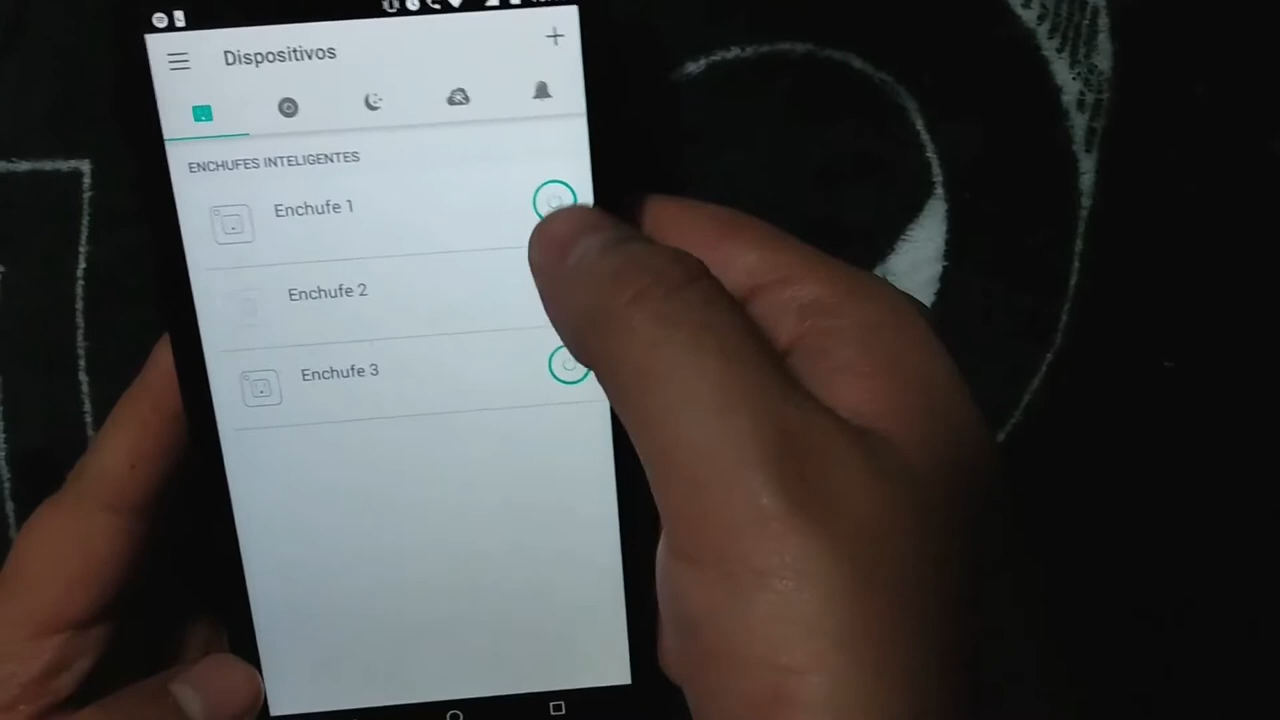 Dispositivos
ENCHUFES INTELIGENTES
Enchufe 1
Enchufe 2
Enchufe 3